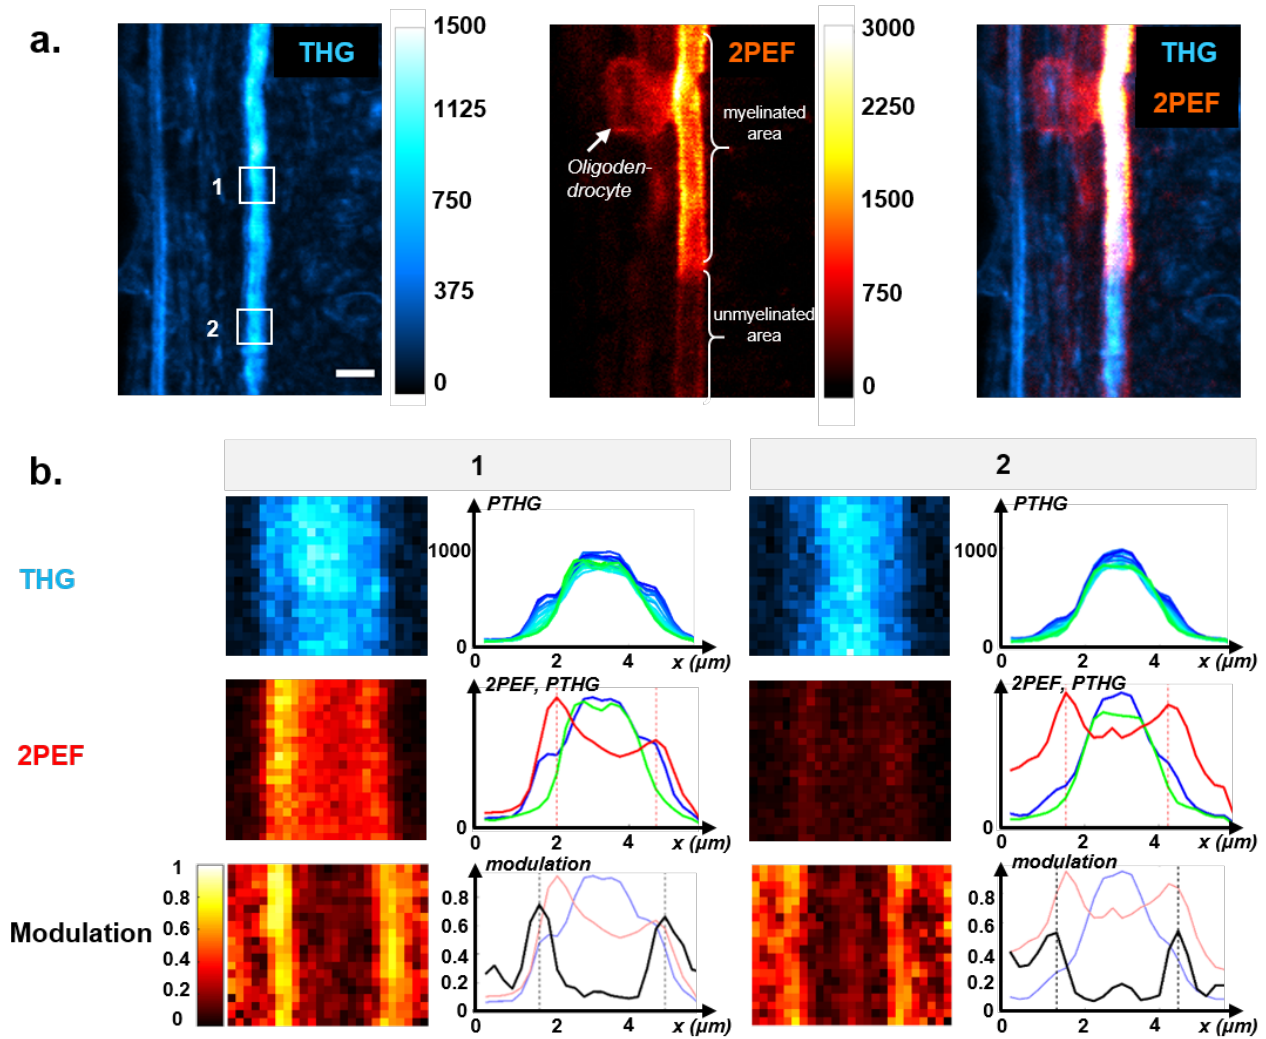 a.
THG
1500
1125
750
375
0
1
2
2PEF
myelinated
area
Oligoden-
drocyte
unmyelinated
area
3000
2250
1500
750
0
THG
2PEF
b.
1
2
THG
PTHG
1000
0
0 2 4 x (µm)
PTHG
1000
0
0 2 4 x (µm)
2PEF
2PEF, PTHG
0
0 2 4 x (µm)
2PEF, PTHG
0
0 2 4 x (µm)
Modulation
1
0.8
0.6
0.4
0.2
0
modulation
0.8
0.6
0.4
0.2
0
0 2 4 x (µm)
modulation
0.8
0.6
0.4
0.2
0
0 2 4 x (µm)